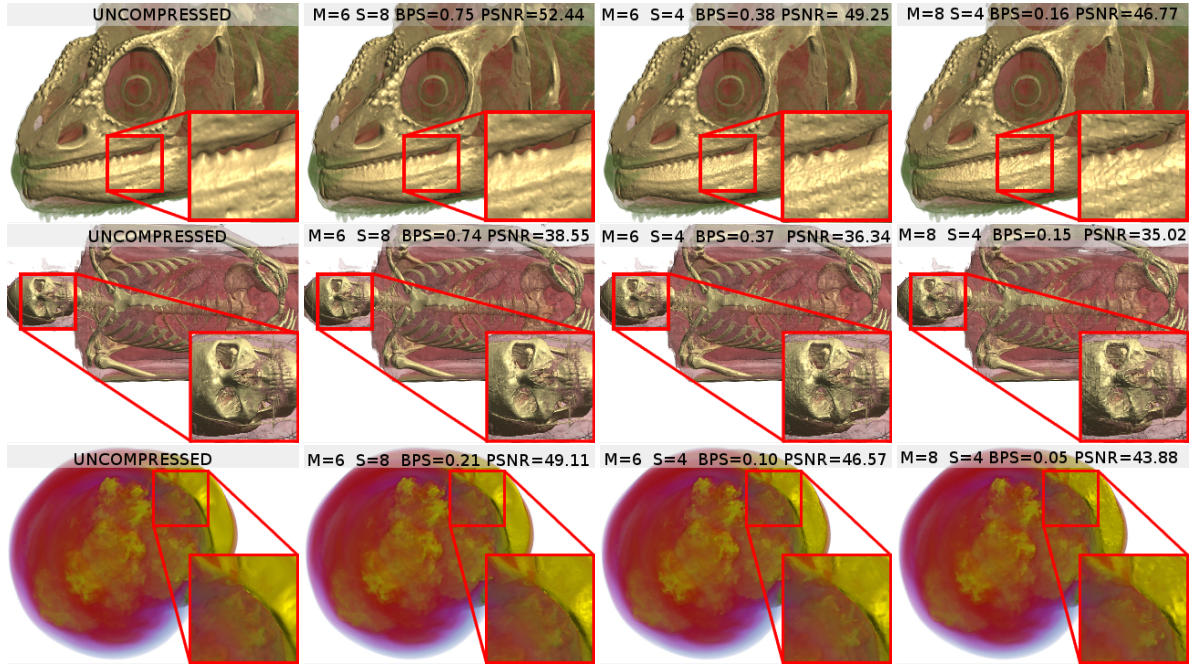 UNCOMPRESSED
M=6 S=8 BPS=0.75 PSNR=52.44
M=6 S=4 BPS=0.38 PSNR= 49.25
M=8 S=4 BPS=0.16 PSNR=46.77
UNCOMPRESSED
M=6 S=8 BPS=0.74 PSNR=38.55
M=6 S=4 BPS=0.37 PSNR=36.34
M=8 S=4 BPS=0.15 PSNR=35.02
UNCOMPRESSED
M=6 S=8 BPS=0.21 PSNR=49.11
M=6 S=4 BPS=0.10 PSNR=46.57
M=8 S=4 BPS=0.05 PSNR=43.88